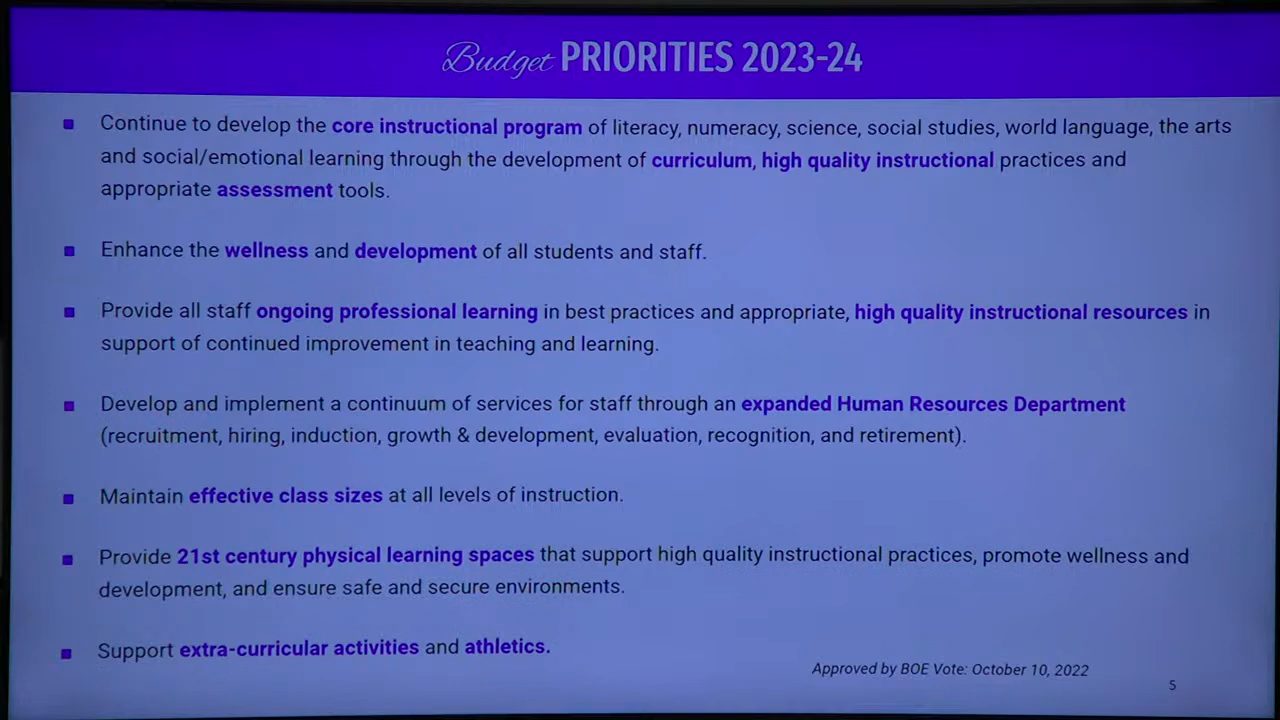 Budget PRIORITIES 2023-24
▪ Continue to develop the core instructional program of literacy, numeracy, science, social studies, world language, the arts
and social/emotional learning through the development of curriculum, high quality instructional practices and
appropriate assessment tools.
▪ Enhance the wellness and development of all students and staff.
▪ Provide all staff ongoing professional learning in best practices and appropriate, high quality instructional resources in
support of continued improvement in teaching and learning.
▪ Develop and implement a continuum of services for staff through an expanded Human Resources Department
(recruitment, hiring, induction, growth & development, evaluation, recognition, and retirement).
▪ Maintain effective class sizes at all levels of instruction.
▪ Provide 21st century physical learning spaces that support high quality instructional practices, promote wellness and
development, and ensure safe and secure environments.
▪ Support extra-curricular activities and athletics.
Approved by BOE Vote: October 10, 2022
5